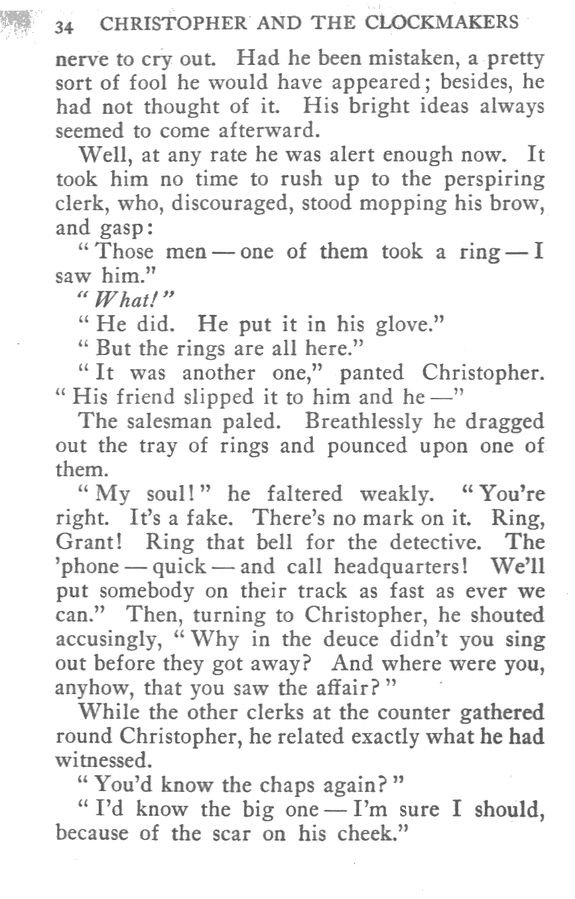 34 CHRISTOPHER AND THE CLOCKMAKERS
nerve to cry out. Had he been mistaken, a pretty
sort of fool he would have appeared; besides, he
had not thought of it. His bright ideas always
seemed to come afterward.
Well, at any rate he was alert enough now. It
took him no time to rush up to the perspiring
clerk, who, discouraged, stood mopping his brow,
and gasp:
“Those men — one of them took a ring — I
saw him.”
“What!”
“He did. He put it in his glove.”
“But the rings are all here.”
“It was another one,” panted Christopher.
“His friend slipped it to him and he —”
The salesman paled. Breathlessly he dragged
out the tray of rings and pounced upon one of
them.
“My soul!” he faltered weakly. “You’re
right. It’s a fake. There’s no mark on it. Ring,
Grant! Ring that bell for the detective. The
’phone — quick — and call headquarters! We’ll
put somebody on their track as fast as ever we
can.” Then, turning to Christopher, he shouted
accusingly, “Why in the deuce didn’t you sing
out before they got away? And where were you,
anyhow, that you saw the affair?”
While the other clerks at the counter gathered
round Christopher, he related exactly what he had
witnessed.
“You’d know the chaps again?”
“I’d know the big one — I’m sure I should,
because of the scar on his cheek.”